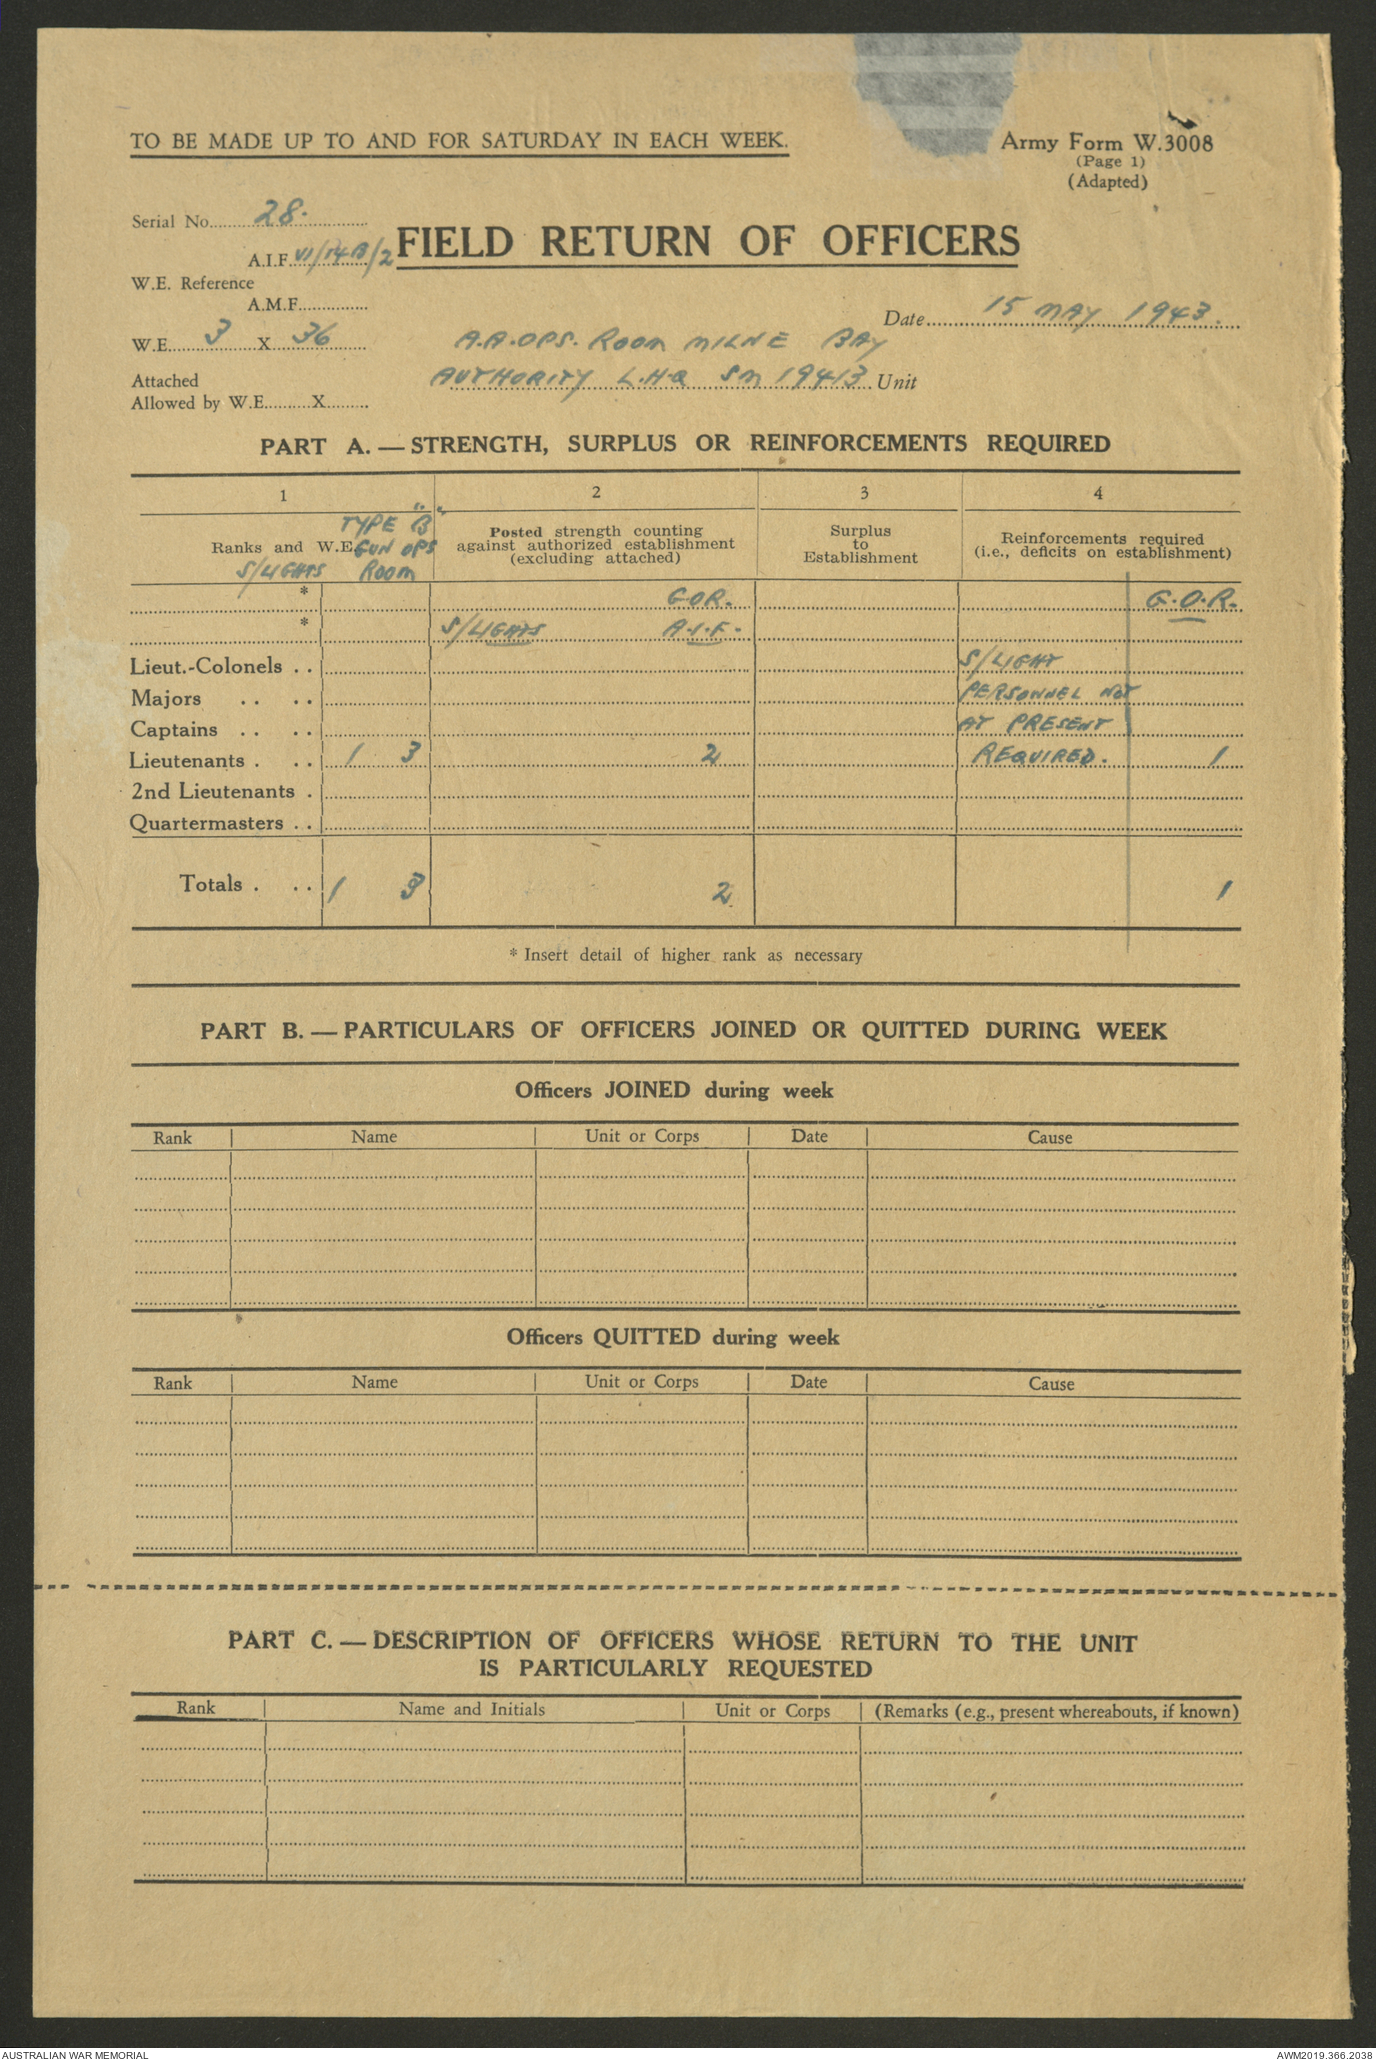 TO BE MADE UP TO AND FOR SATURDAY IN EACH WEEK.
Army Form W.3008
(Page 1)
(Adapted)
Serial No. 28.
FIELD RETURN OF OFFICERS
A.I.F. VI/14B/2
W.E. Reference
A.M.F.
Date 15 MAY 1943.
W.E. 3 X 36
A.A. OPS. ROOM MILNE BAY
Attached
AUTHORITY L.H.Q SM 19413 Unit
Allowed by W.E. X
PART A. — STRENGTH, SURPLUS OR REINFORCEMENTS REQUIRED
1 2 3 4
TYPE "B"
Ranks and W.E. GUN OPS
S/LIGHTS ROOM
Posted strength counting
against authorized establishment
(excluding attached)
Surplus
to
Establishment
Reinforcements required
(i.e., deficits on establishment)
* GOR. G.O.R.
* S/LIGHTS A.I.F.
Lieut.-Colonels . . S/LIGHT
Majors . . . . PERSONNEL NOT
Captains . . . . AT PRESENT
Lieutenants . . . 1 3 2 REQUIRED. 1
2nd Lieutenants .
Quartermasters . .
Totals . . . 1 3 2 1
* Insert detail of higher rank as necessary
PART B. — PARTICULARS OF OFFICERS JOINED OR QUITTED DURING WEEK
Officers JOINED during week
Rank Name Unit or Corps Date Cause
Officers QUITTED during week
Rank Name Unit or Corps Date Cause
PART C. — DESCRIPTION OF OFFICERS WHOSE RETURN TO THE UNIT
IS PARTICULARLY REQUESTED
Rank Name and Initials Unit or Corps (Remarks (e.g., present whereabouts, if known)
AUSTRALIAN WAR MEMORIAL AWM2019.366.2038